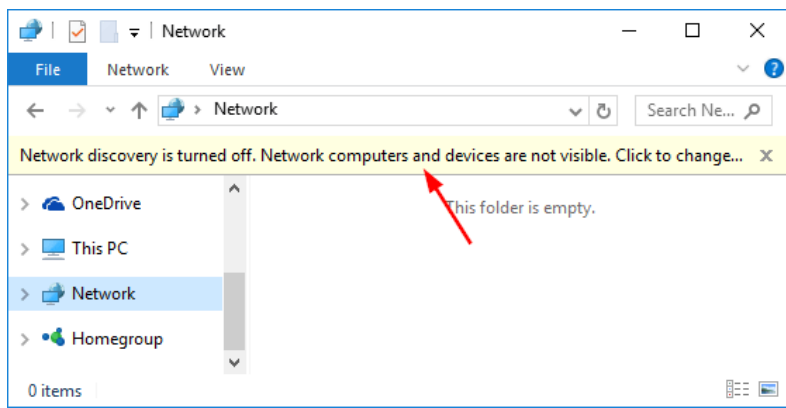 Network
File Network View
Network
Search Ne...
Network discovery is turned off. Network computers and devices are not visible. Click to change...
OneDrive
This folder is empty.
This PC
Network
Homegroup
0 items